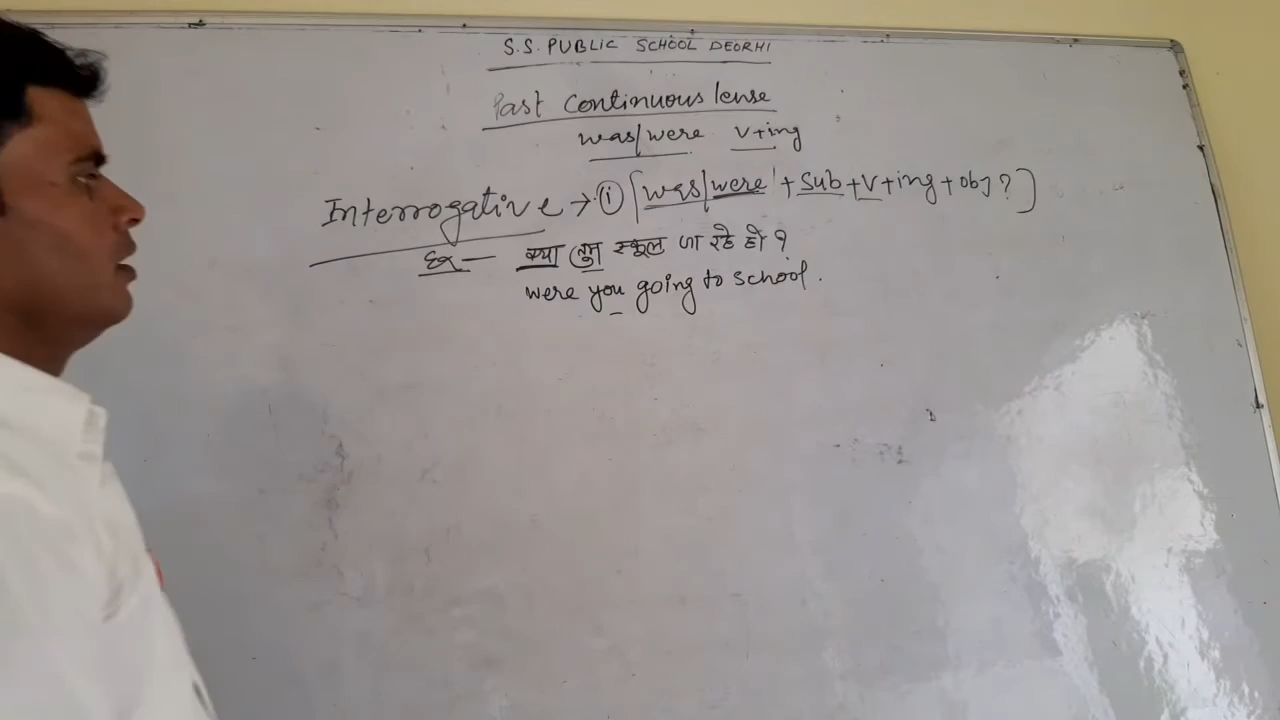 S.S. PUBLIC SCHOOL DEORHI
Past Continuous Tense
was/were V+ing
Interrogative → ① [was/were + Sub + V + ing + obj ?]
Ex— क्या तुम स्कूल जा रहे हो ?
were you going to school.